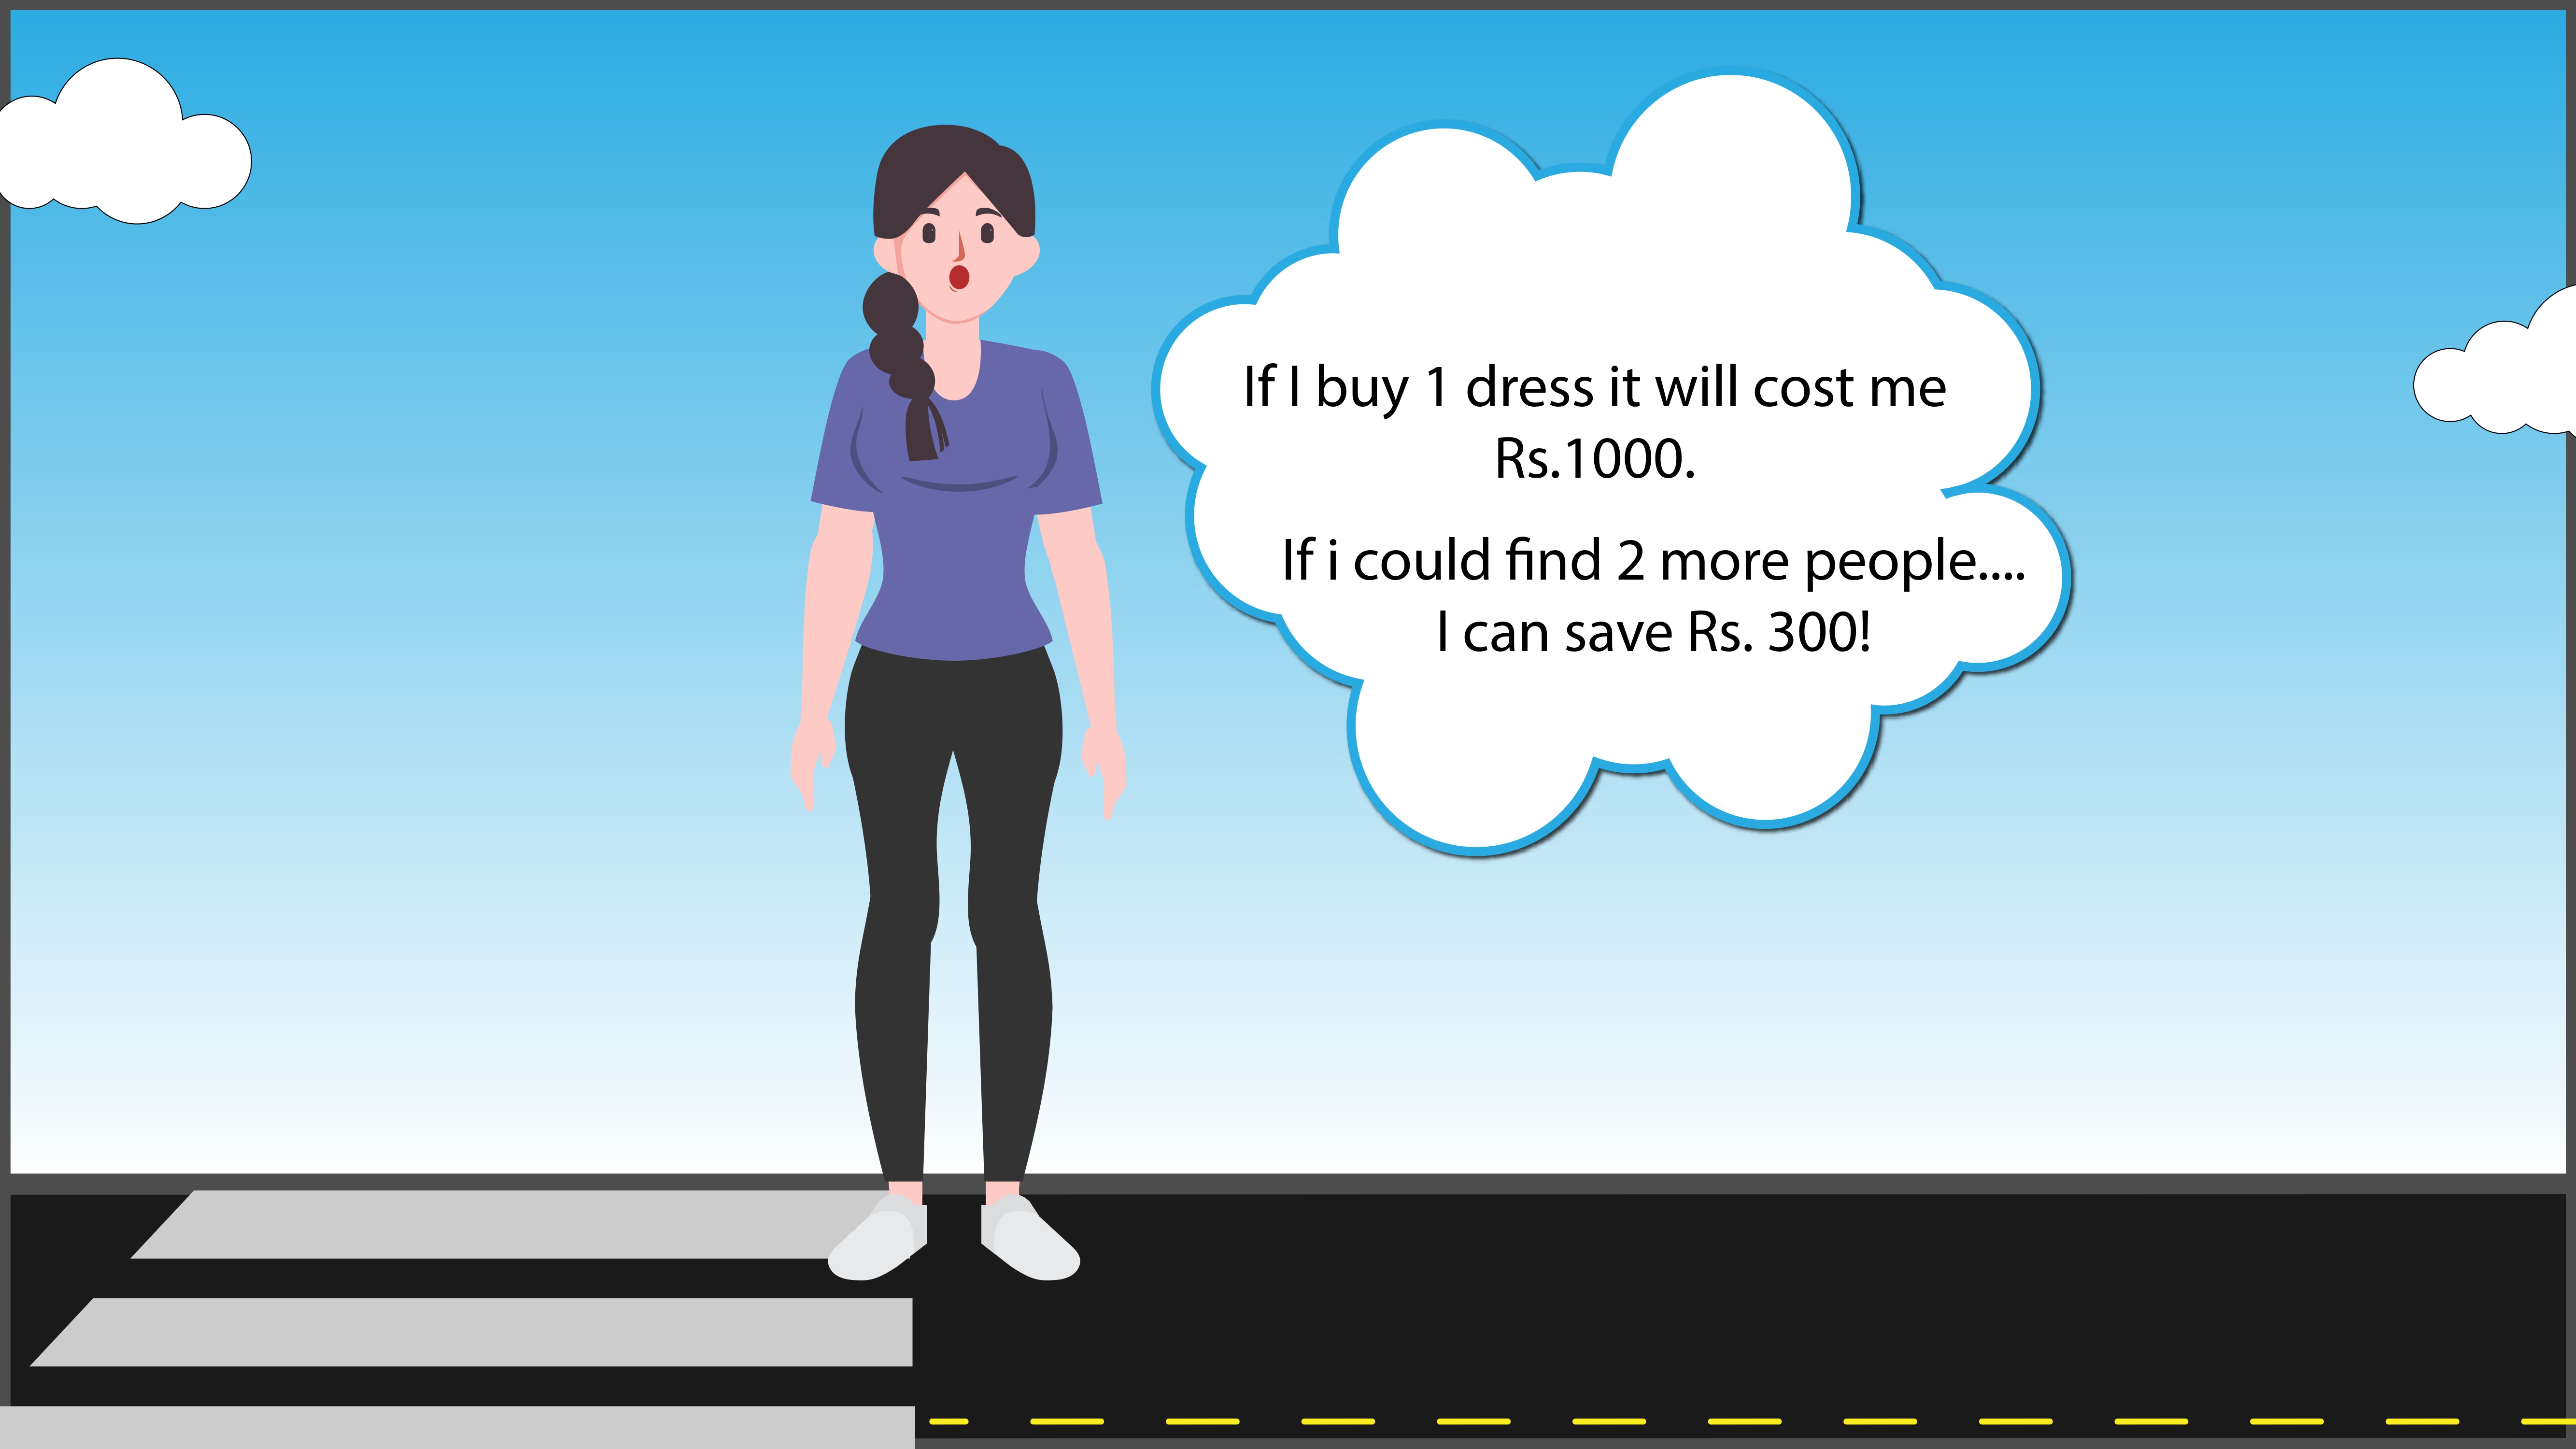 If I buy 1 dress it will cost me
Rs.1000.
If i could find 2 more people....
I can save Rs. 300!